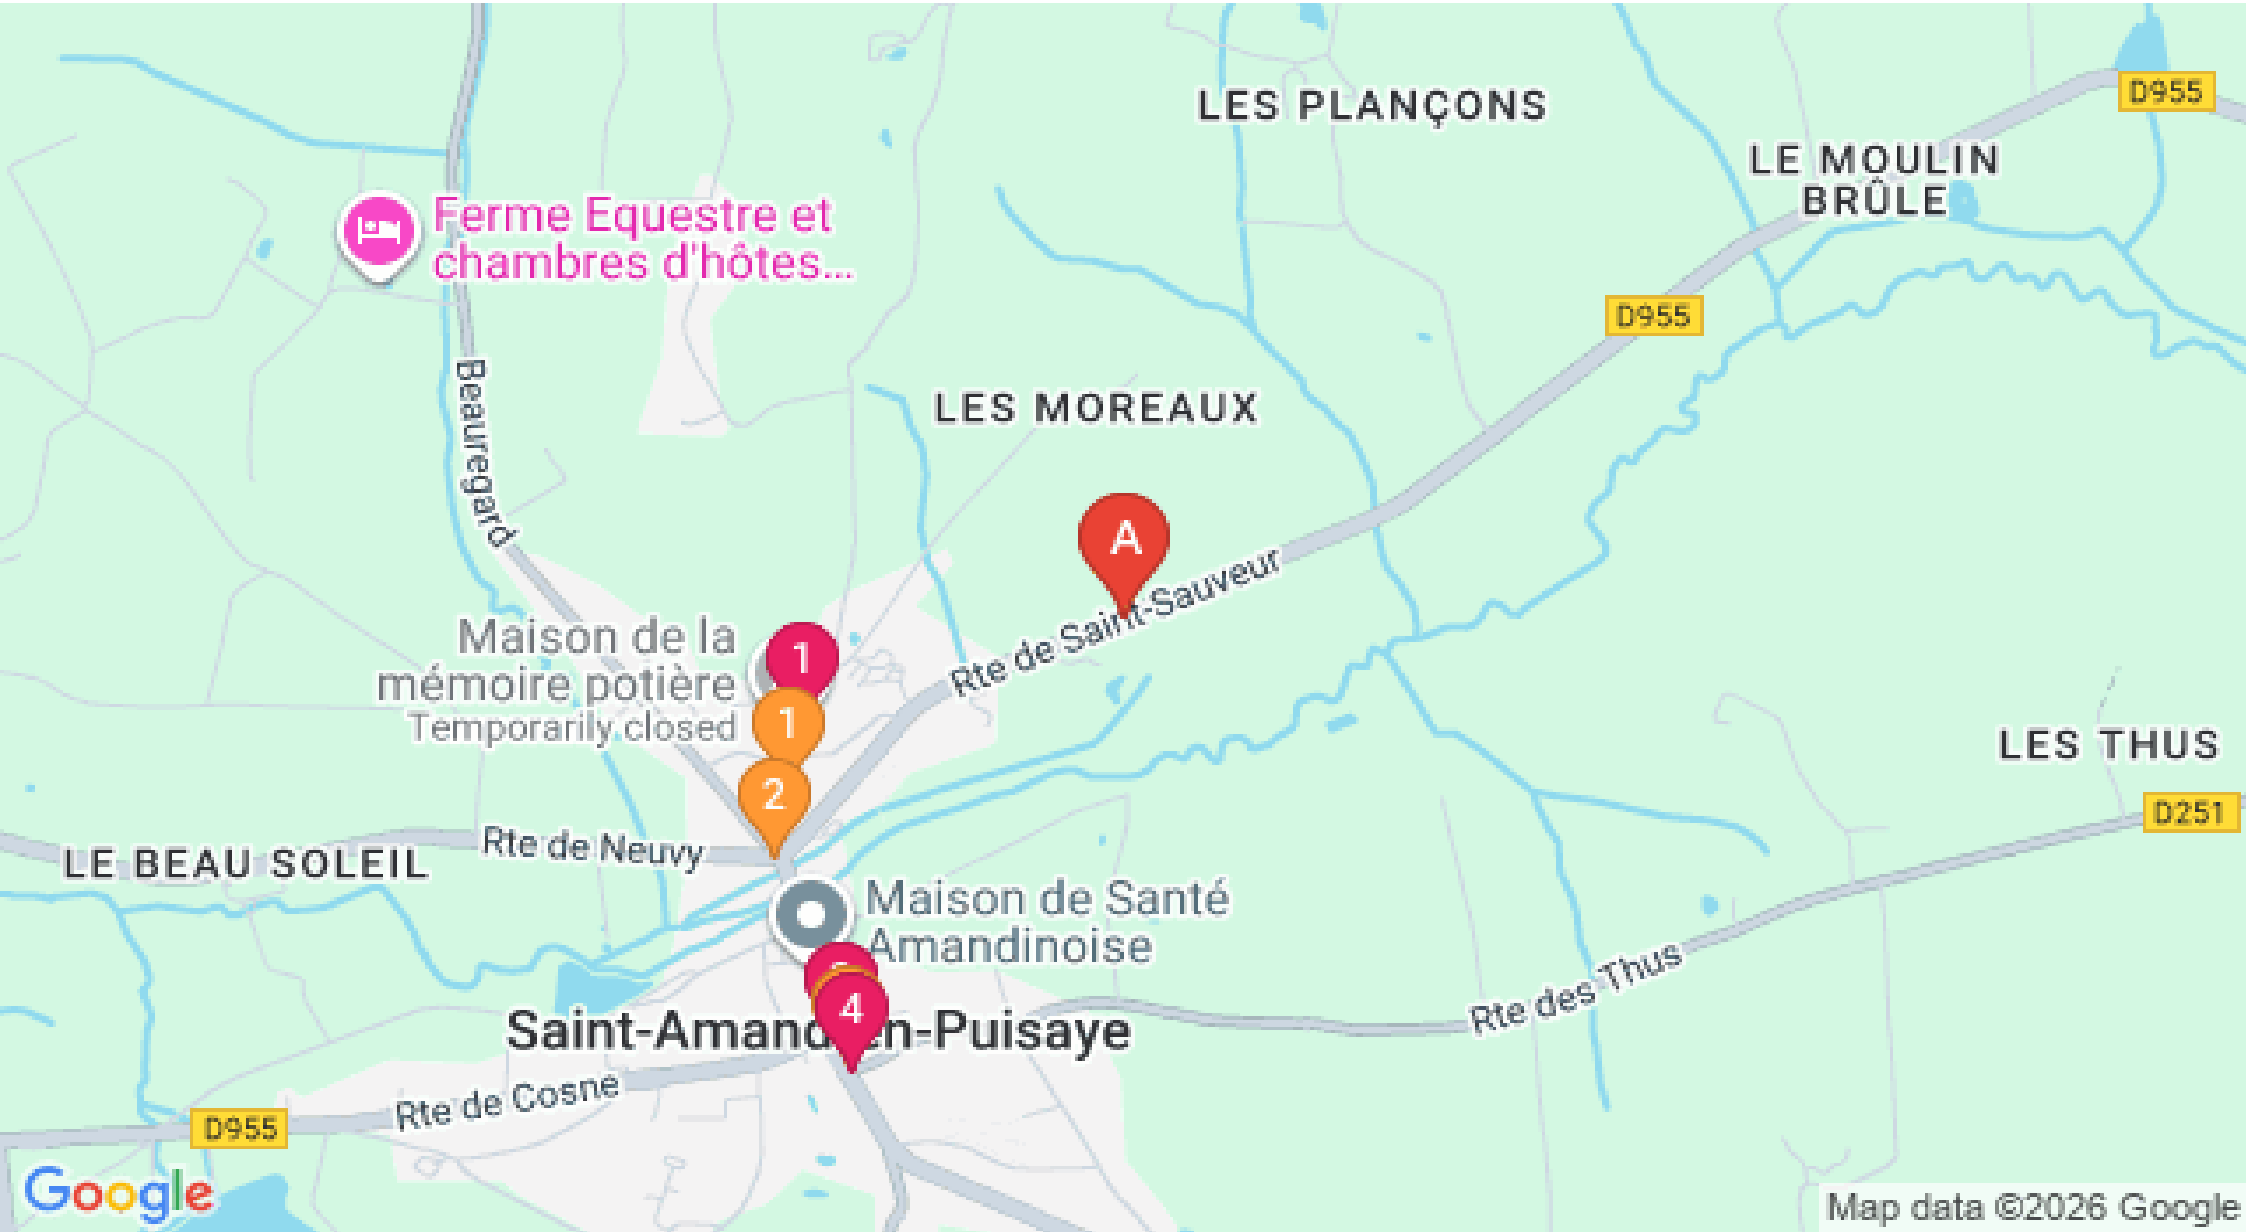 LES PLANÇONS
D955
LE MOULIN
BRÛLE
Ferme Equestre et
chambres d'hôtes...
D955
Beauregard
LES MOREAUX
A
Rte de Saint-Sauveur
Maison de la
mémoire potière
Temporarily closed
1
1
2
LES THUS
D251
Rte de Neuvy
LE BEAU SOLEIL
Maison de Santé
Amandinoise
4
Saint-Amand-en-Puisaye
Rte des Thus
Rte de Cosne
D955
Google
Map data ©2026 Google